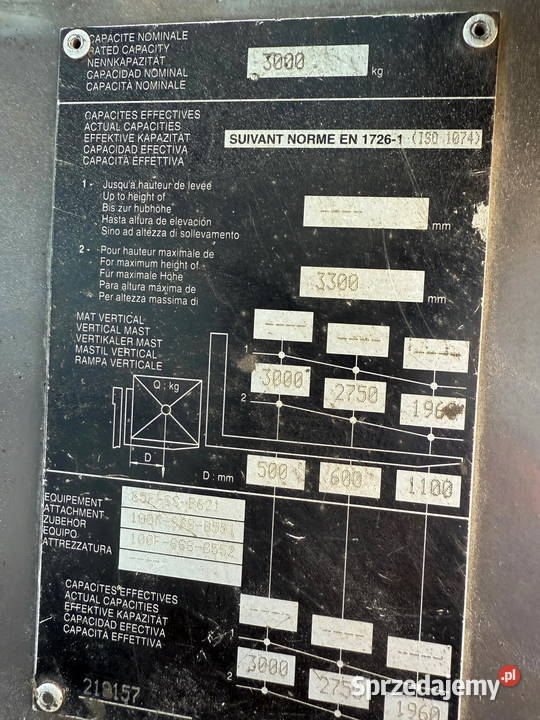 CAPACITE NOMINALE
RATED CAPACITY
NENNKAPAZITÄT
CAPACIDAD NOMINAL
CAPACITÀ NOMINALE
3000 kg
CAPACITES EFFECTIVES
ACTUAL CAPACITIES
EFFEKTIVE KAPAZITÄT
CAPACIDAD EFECTIVA
CAPACITÀ EFFETTIVA
SUIVANT NORME EN 1726-1 (ISO 1074)
1 - Jusqu'a hauteur de levée
Up to height of
Bis zur hubhöhe
Hasta altura de elevación
Sino ad altezza di sollevamento
---- mm
2 - Pour hauteur maximale de
For maximum height of
Für maximale Höhe
Para altura máxima de
Per altezza massima di
3300 mm
MAT VERTICAL
VERTICAL MAST
VERTIKALER MAST
MASTIL VERTICAL
RAMPA VERTICALE
---- ---- ----
1
3000 2750 1960
2
Q : kg
D
D : mm 500 600 1100
EQUIPEMENT
ATTACHMENT
ZUBEHOR
EQUIPO
ATTREZZATURA
----
CAPACITES EFFECTIVES
ACTUAL CAPACITIES
EFFEKTIVE KAPAZITÄT
CAPACIDAD EFECTIVA
CAPACITÀ EFFETTIVA
---- ---- ----
1
3000 2750 1960
2
210157
Sprzedajemy.pl